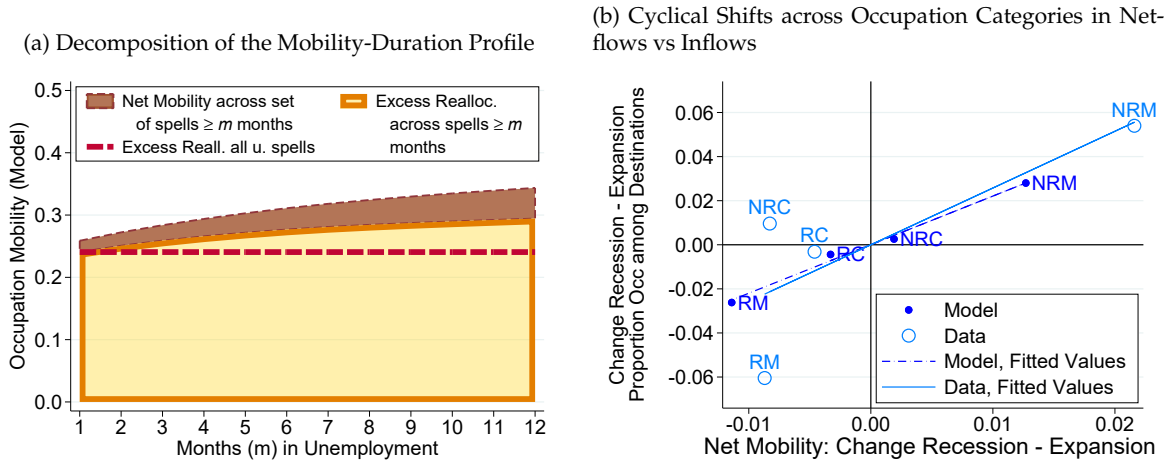 (a) Decomposition of the Mobility-Duration Profile
Occupation Mobility (Model)
0.5
0.4
0.3
0.2
0.1
0.0
Net Mobility across set
of spells ≥ m months
Excess Realloc.
across spells ≥ m
months
Excess Reall. all u. spells
1 2 3 4 5 6 7 8 9 10 11 12
Months (m) in Unemployment
(b) Cyclical Shifts across Occupation Categories in Net-
flows vs Inflows
Change Recession - Expansion
Proportion Occ among Destinations
0.06
0.04
0.02
0.00
-0.02
-0.04
-0.06
NRM
NRM
NRC
RC
NRC
RC
RM
RM
Model
Data
Model, Fitted Values
Data, Fitted Values
-0.01 0.00 0.01 0.02
Net Mobility: Change Recession - Expansion